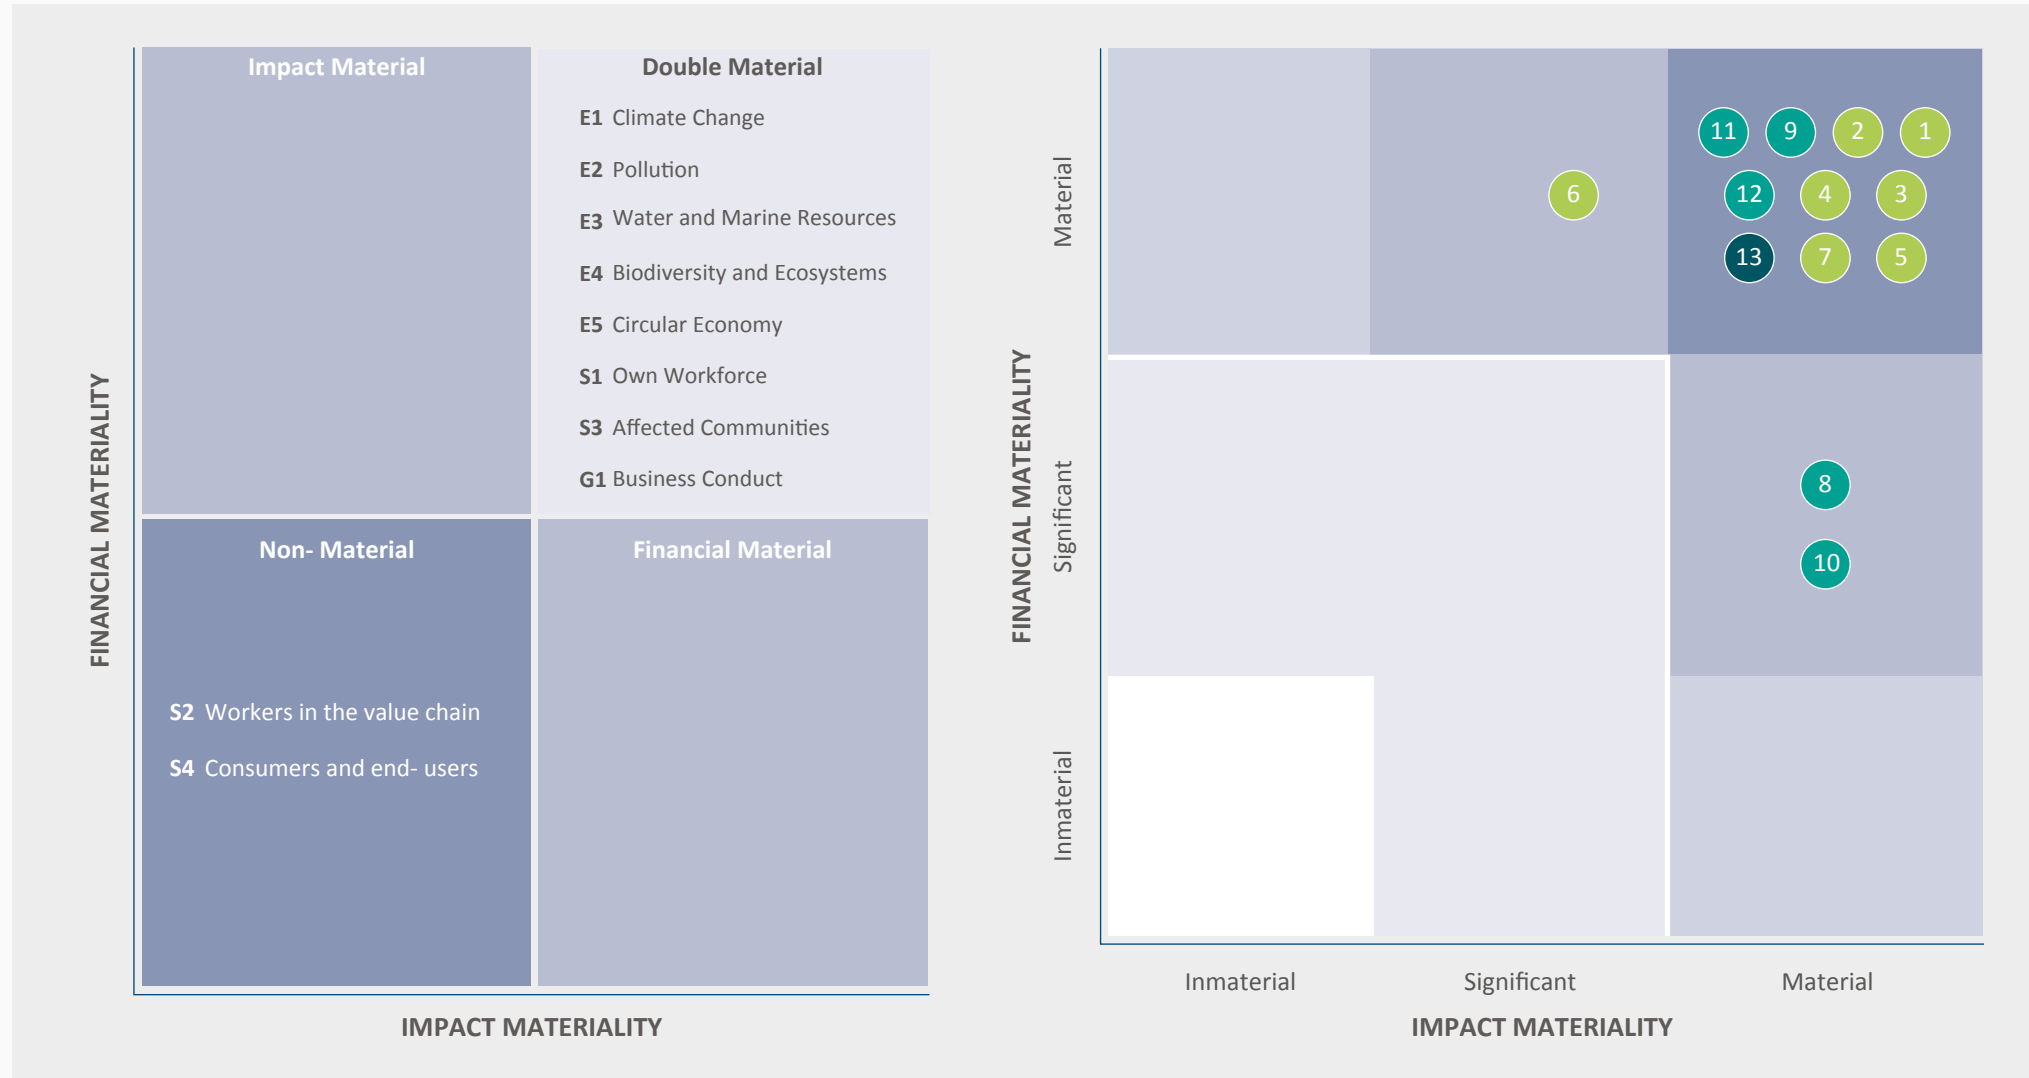 Impact Material
Double Material
E1 Climate Change
E2 Pollution
E3 Water and Marine Resources
E4 Biodiversity and Ecosystems
E5 Circular Economy
S1 Own Workforce
S3 Affected Communities
G1 Business Conduct
Non- Material
Financial Material
S2 Workers in the value chain
S4 Consumers and end- users
FINANCIAL MATERIALITY
IMPACT MATERIALITY
FINANCIAL MATERIALITY
Material
Significant
Inmaterial
11 9 2 1
6
12 4 3
13 7 5
8
10
Inmaterial Significant Material
IMPACT MATERIALITY